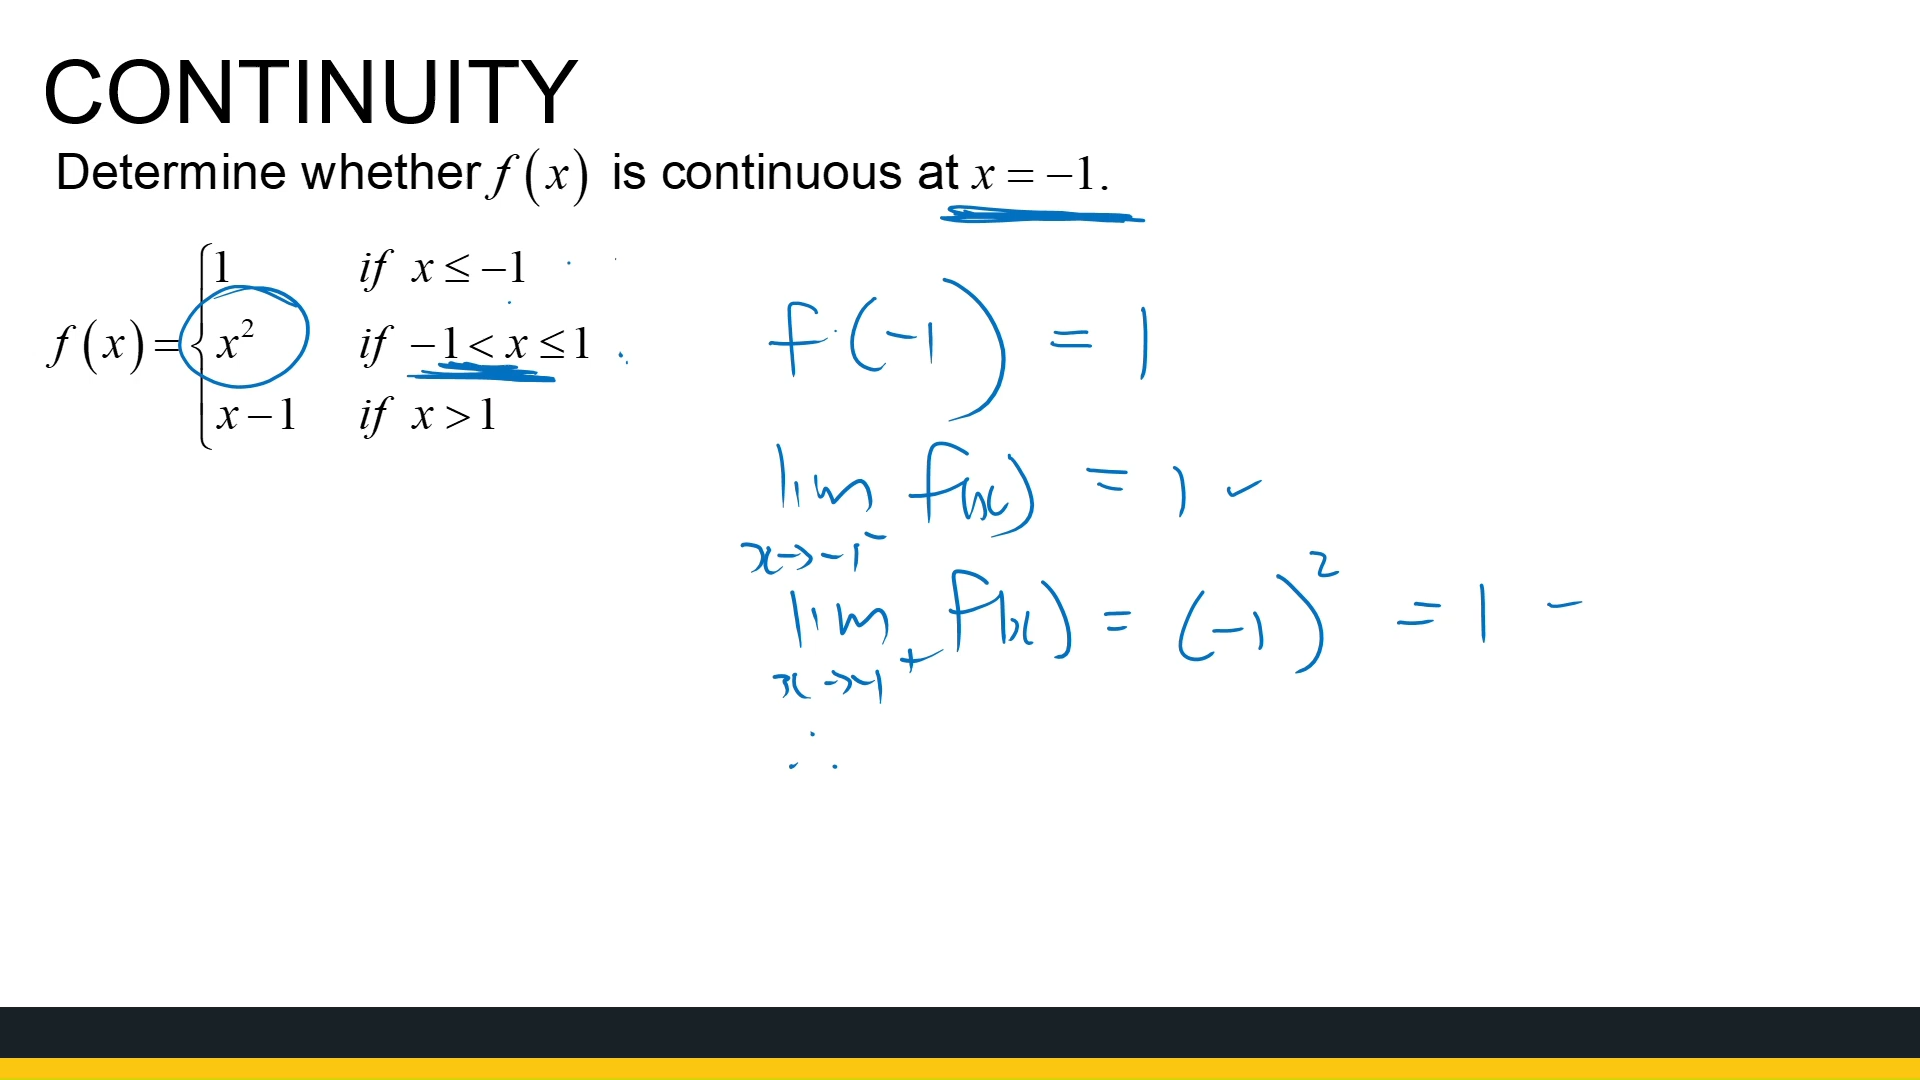 CONTINUITY
Determine whether f(x) is continuous at x = −1.
f(x) = { 1 if x ≤ −1
x² if −1 < x ≤ 1
x − 1 if x > 1
f(-1) = 1
lim f(x) = 1
x→-1⁻
lim f(x) = (-1)² = 1
x→-1⁺
∴